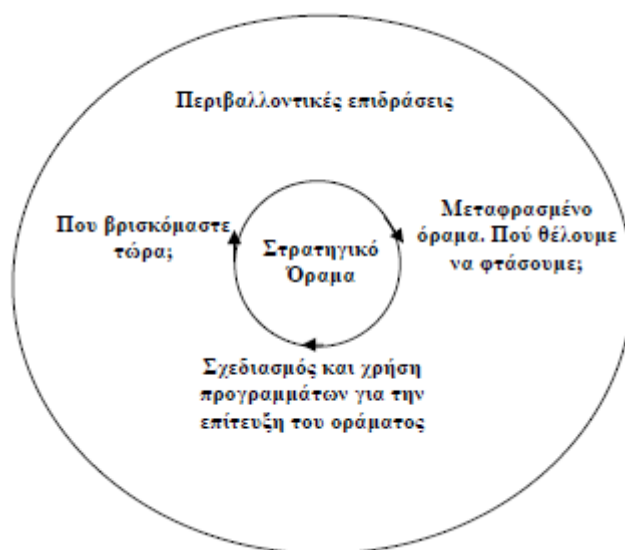 Περιβαλλοντικές επιδράσεις
Που βρισκόμαστε
τώρα;
Στρατηγικό
Όραμα
Μεταφρασμένο
όραμα. Πού θέλουμε
να φτάσουμε;
Σχεδιασμός και χρήση
προγραμμάτων για την
επίτευξη του οράματος